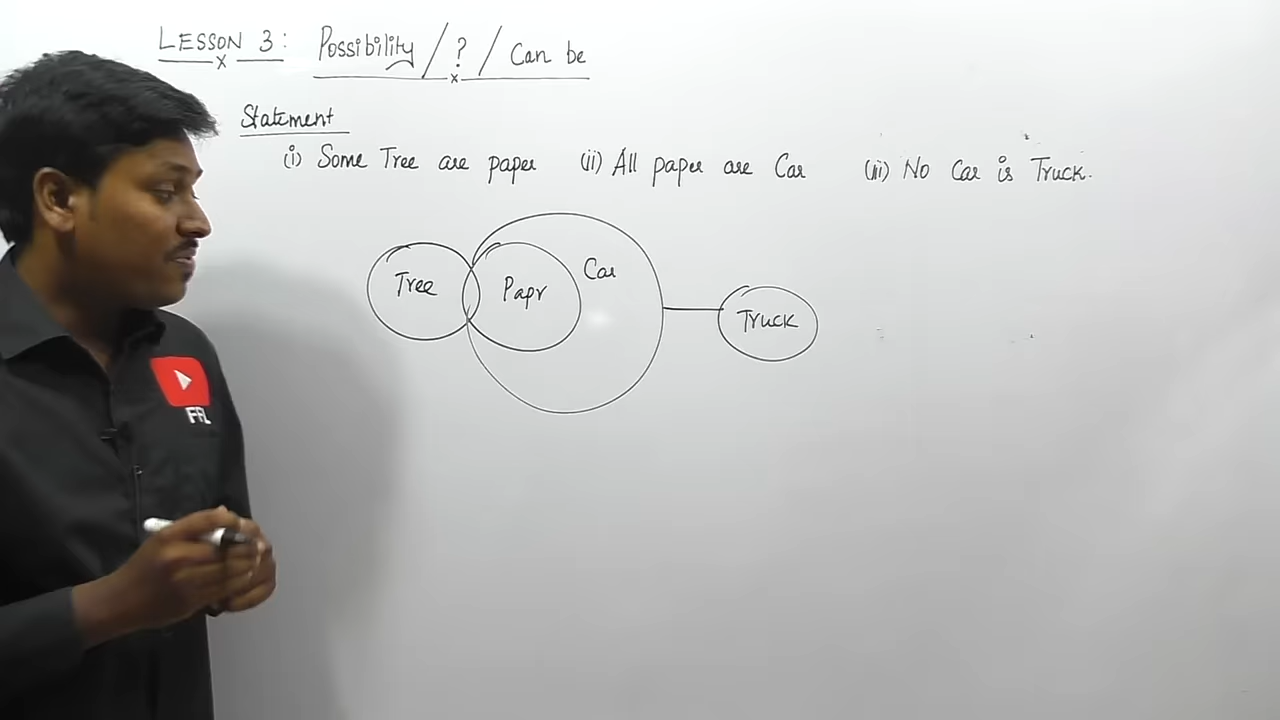 LESSON 3: Possibility / ? / Can be
Statement
(i) Some Tree are paper (ii) All paper are Car (iii) No Car is Truck.
Tree Papr Car Truck
FFL